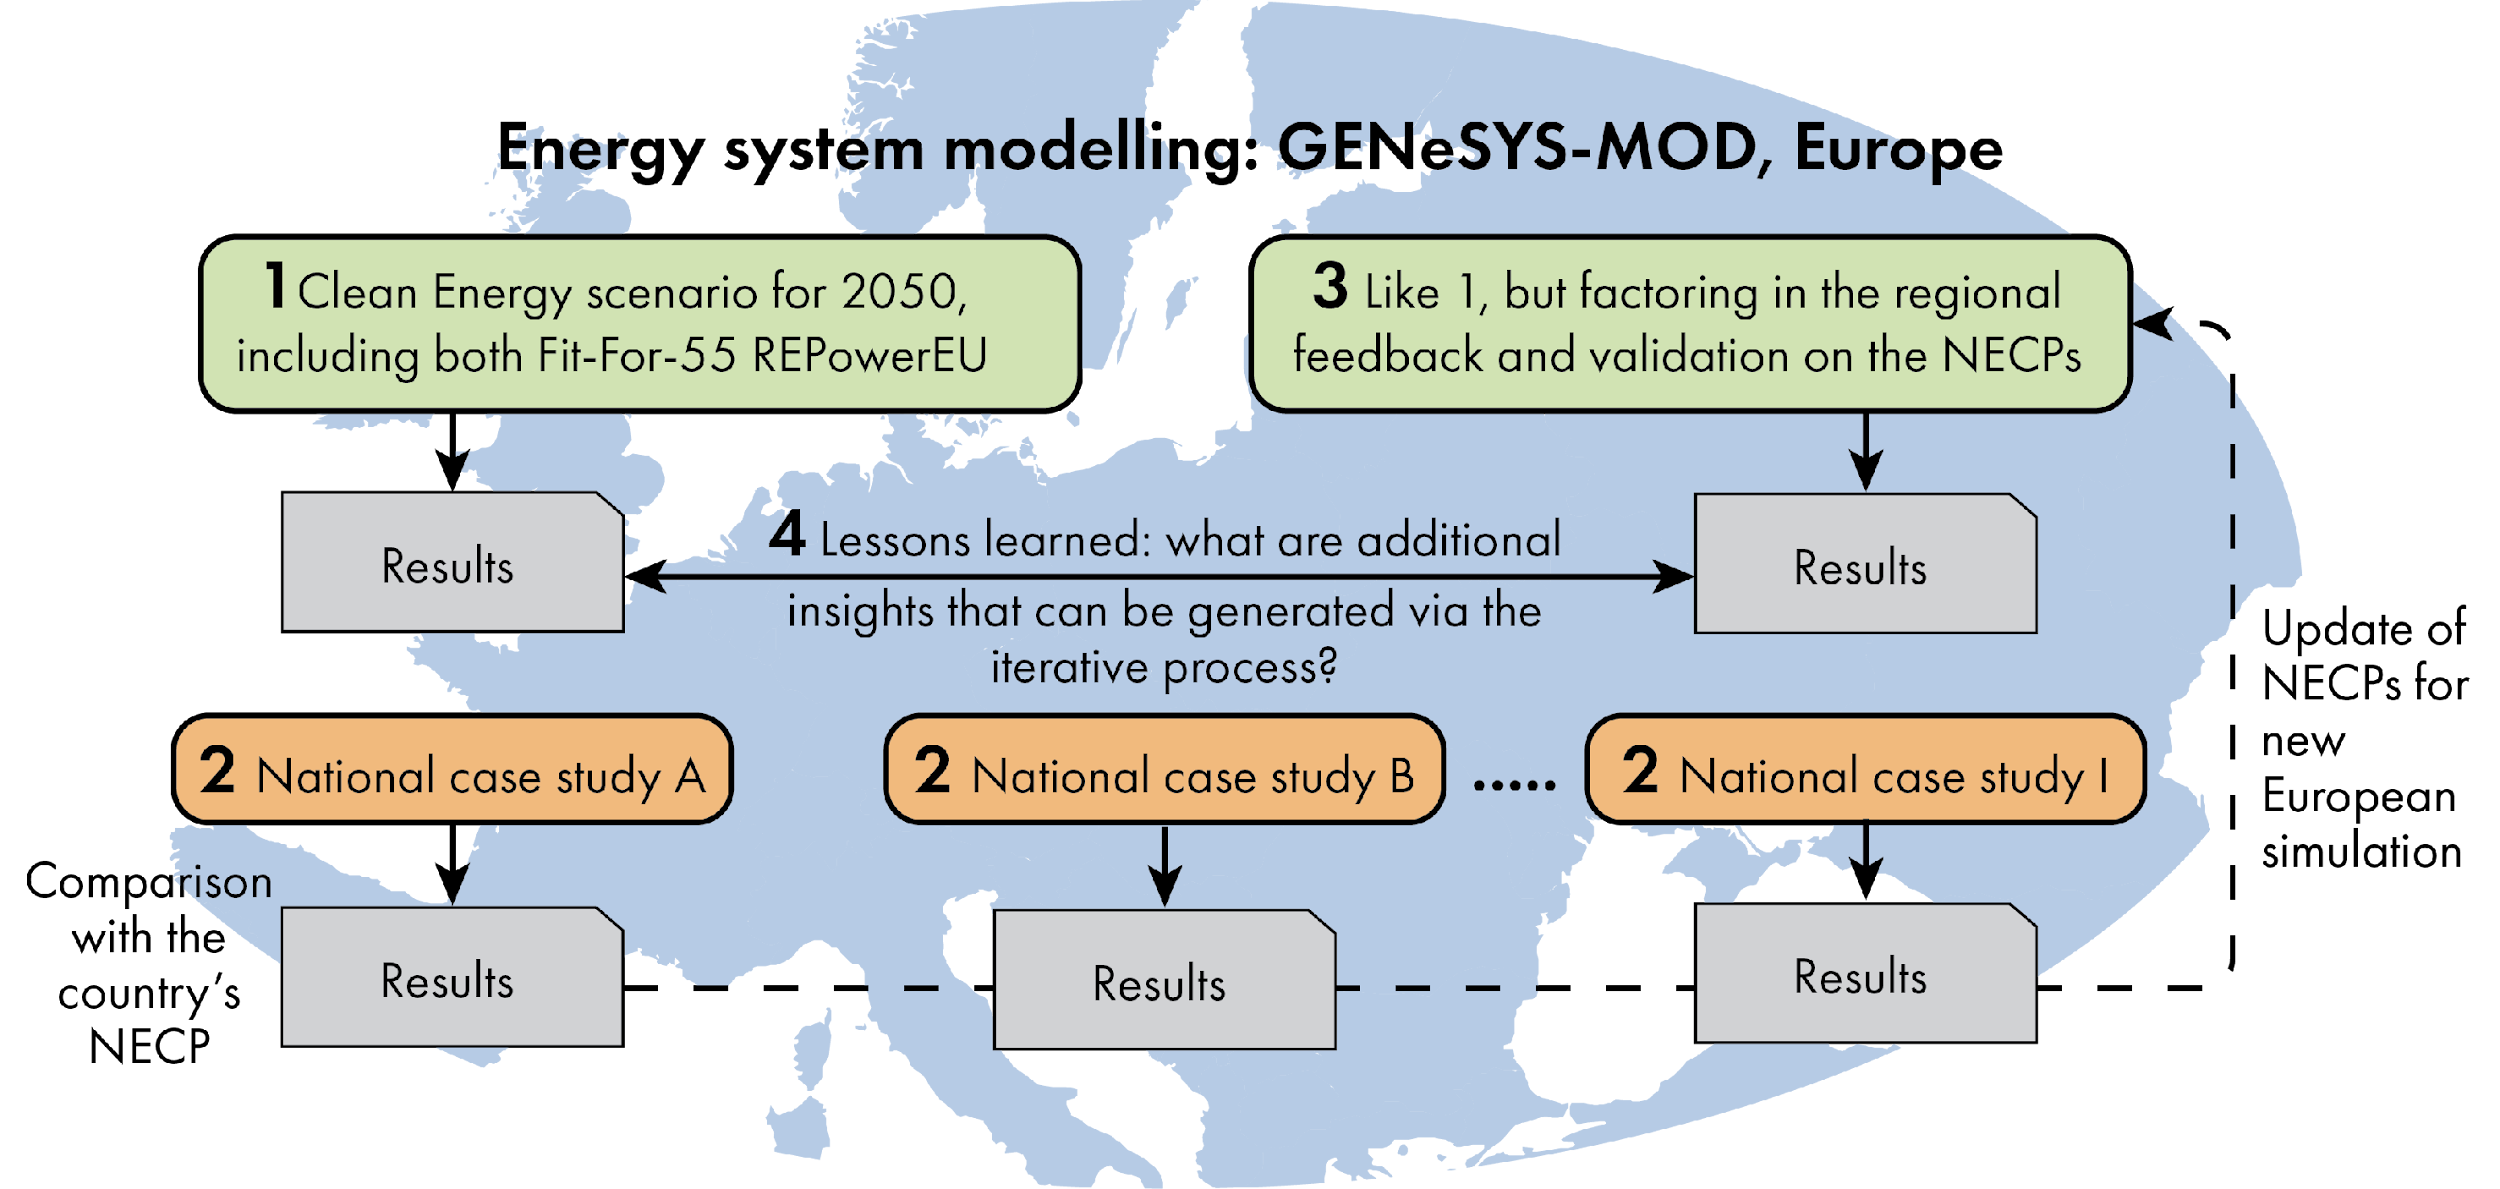 Energy system modelling: GENeSYS-MOD, Europe
1 Clean Energy scenario for 2050,
including both Fit-For-55 REPowerEU
3 Like 1, but factoring in the regional
feedback and validation on the NECPs
Results
4 Lessons learned: what are additional
insights that can be generated via the
iterative process?
Results
Update of
NECPs for
new
European
simulation
2 National case study A
2 National case study B
......
2 National case study I
Comparison
with the
country's
NECP
Results
Results
Results